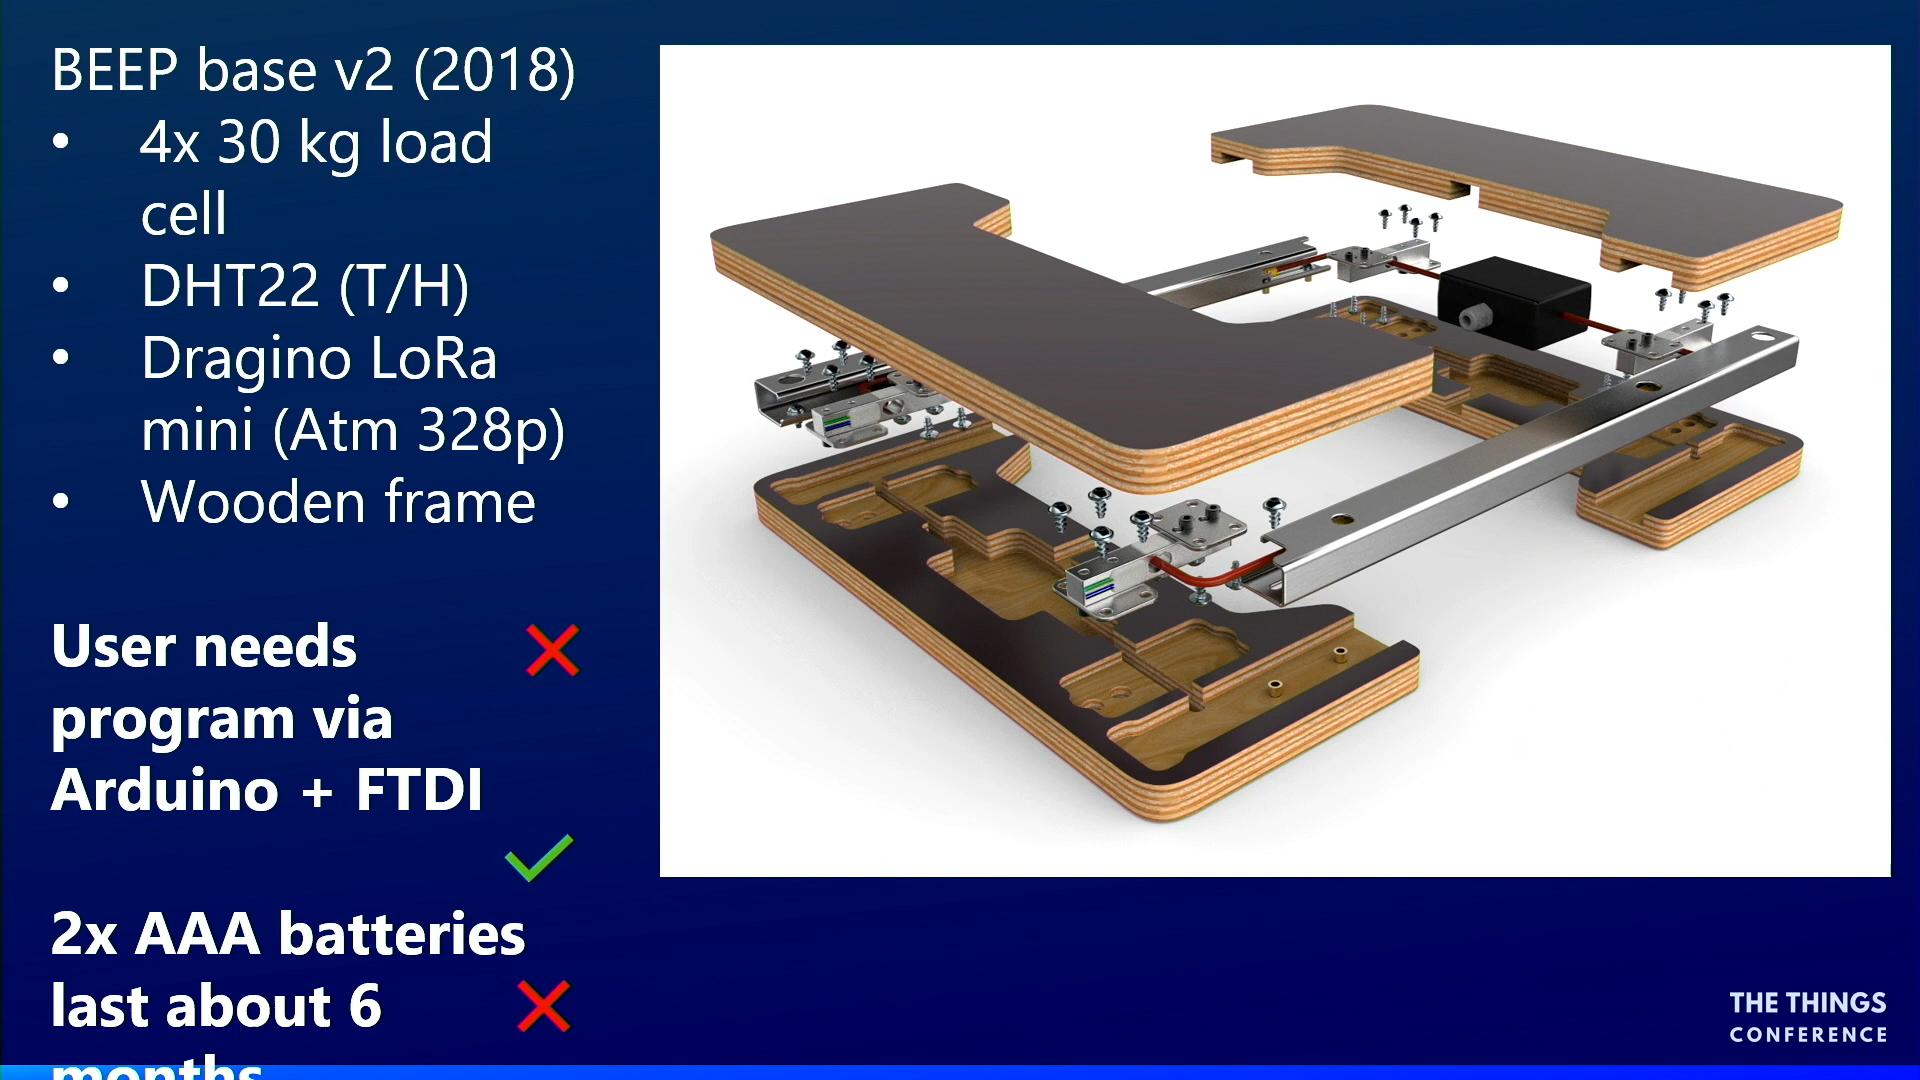 BEEP base v2 (2018)
• 4x 30 kg load
cell
• DHT22 (T/H)
• Dragino LoRa
mini (Atm 328p)
• Wooden frame
User needs
program via
Arduino + FTDI
2x AAA batteries
last about 6
months
THE THINGS
CONFERENCE